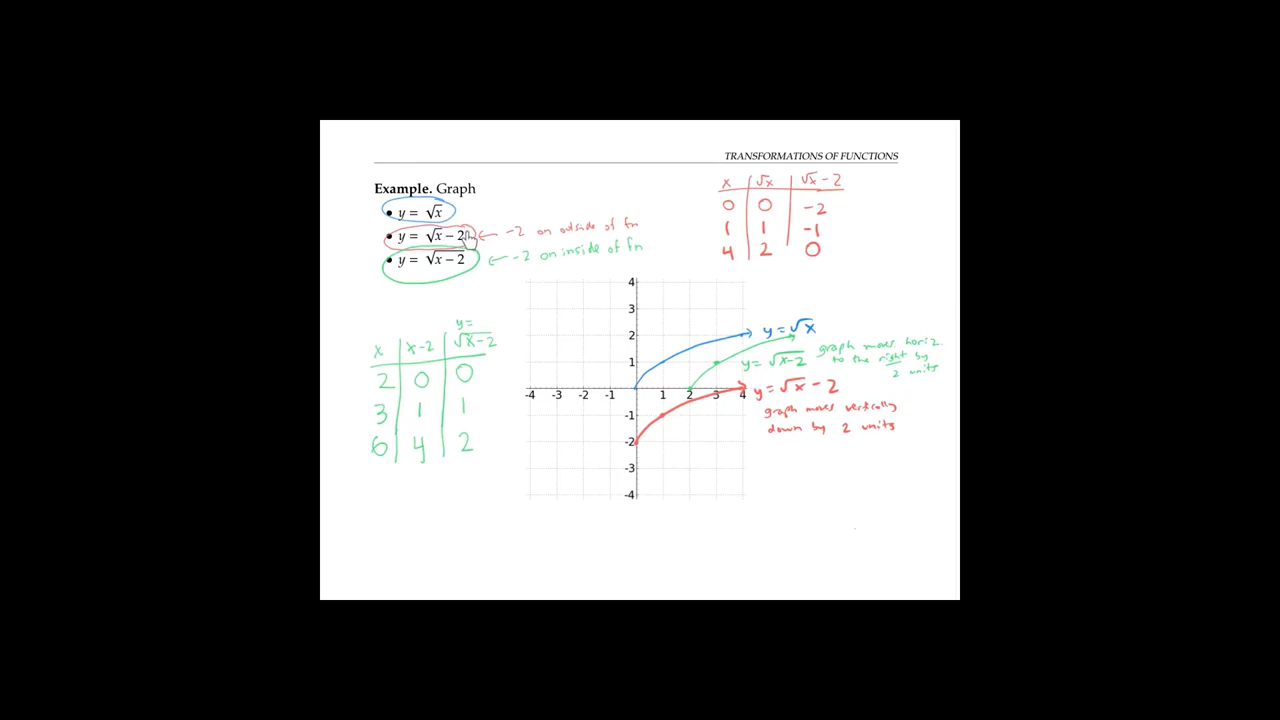 TRANSFORMATIONS OF FUNCTIONS
Example. Graph
• y = √x
• y = √x − 2 ← -2 on outside of fn
• y = √(x − 2) ← -2 on inside of fn
x √x √x - 2
0 0 -2
1 1 -1
4 2 0
y=
x x-2 √(x-2)
2 0 0
3 1 1
6 4 2
4
3
2
1
-4 -3 -2 -1 1 2 3 4
-1
-2
-3
-4
y = √x
y = √(x-2) graph moves horiz.
to the right by
2 units
y = √x - 2
graph moves vertically
down by 2 units